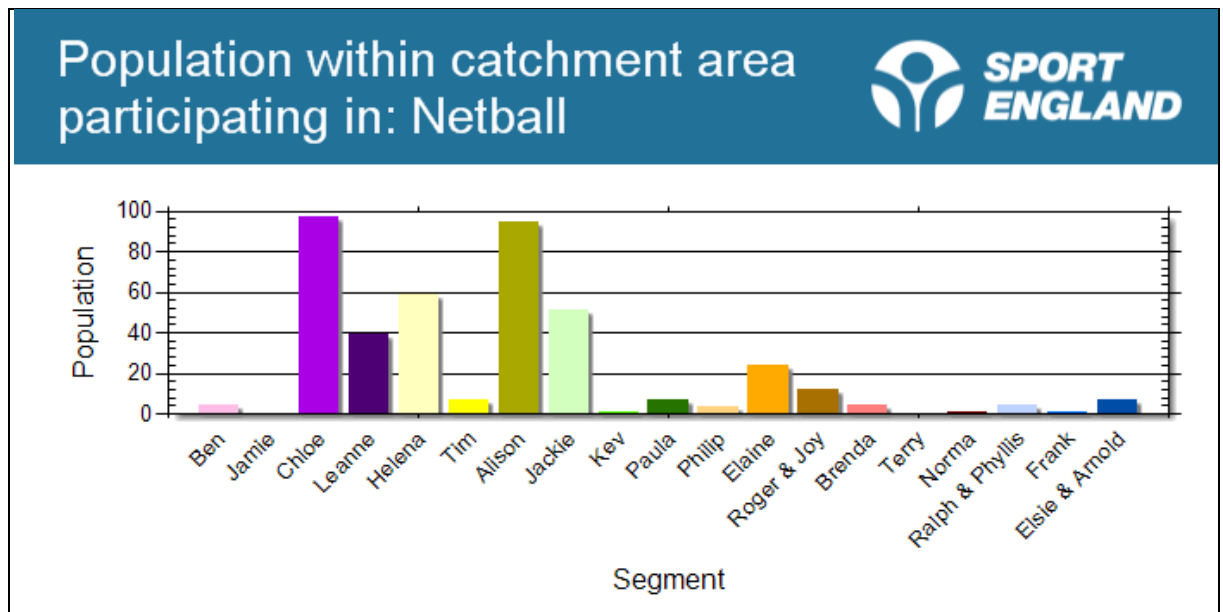 Population within catchment area
participating in: Netball
SPORT
ENGLAND
Population
100
80
60
40
20
0
Ben
Jamie
Chloe
Leanne
Helena
Tim
Alison
Jackie
Kev
Paula
Philip
Elaine
Roger & Joy
Brenda
Terry
Norma
Ralph & Phyllis
Frank
Elsie & Arnold
Segment